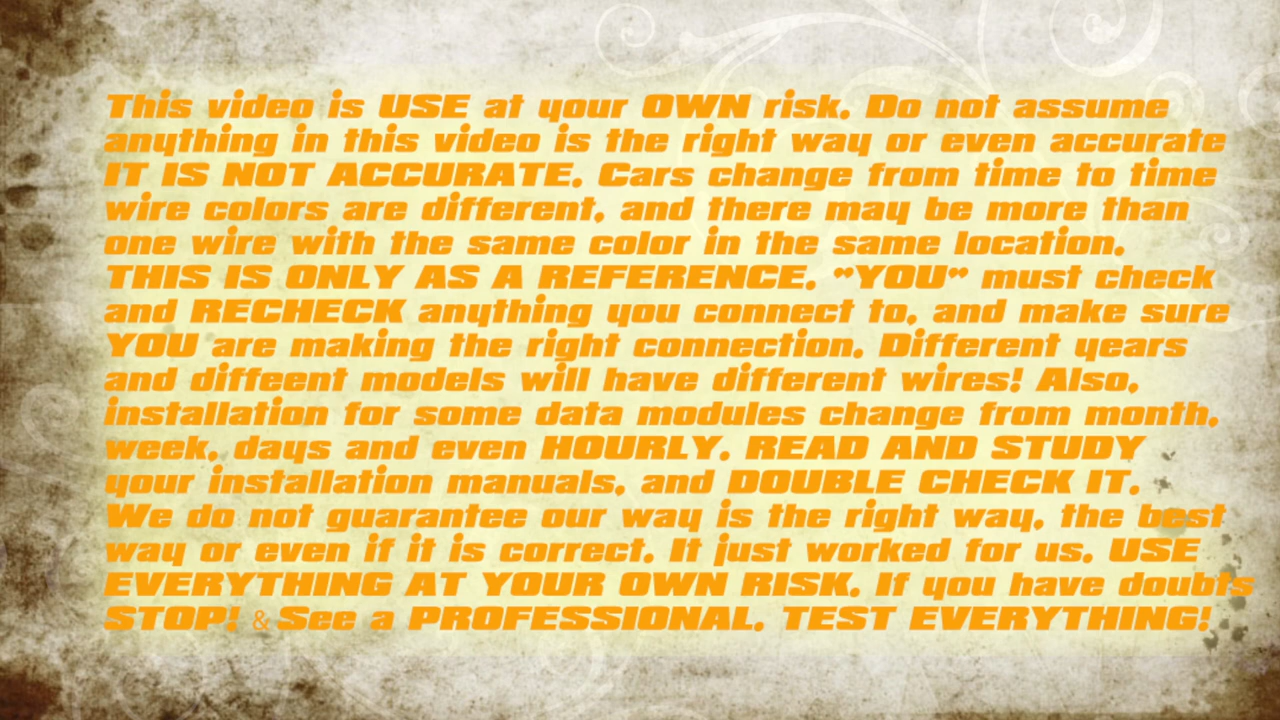 This video is USE at your OWN risk. Do not assume
anything in this video is the right way or even accurate
IT IS NOT ACCURATE. Cars change from time to time
wire colors are different, and there may be more than
one wire with the same color in the same location.
THIS IS ONLY AS A REFERENCE. "YOU" must check
and RECHECK anything you connect to, and make sure
YOU are making the right connection. Different years
and diffeent models will have different wires! Also,
installation for some data modules change from month,
week, days and even HOURLY. READ AND STUDY
your installation manuals, and DOUBLE CHECK IT.
We do not guarantee our way is the right way, the best
way or even if it is correct. It just worked for us. USE
EVERYTHING AT YOUR OWN RISK. If you have doubts
STOP! & See a PROFESSIONAL. TEST EVERYTHING!